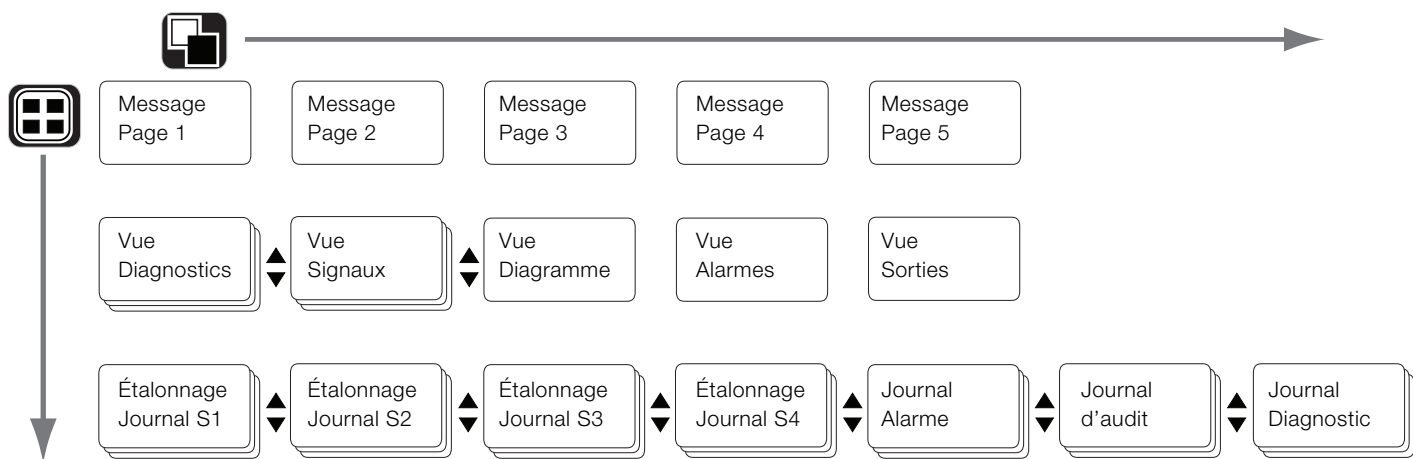 Message
Page 1
Message
Page 2
Message
Page 3
Message
Page 4
Message
Page 5
Vue
Diagnostics
Vue
Signaux
Vue
Diagramme
Vue
Alarmes
Vue
Sorties
Étalonnage
Journal S1
Étalonnage
Journal S2
Étalonnage
Journal S3
Étalonnage
Journal S4
Journal
Alarme
Journal
d'audit
Journal
Diagnostic